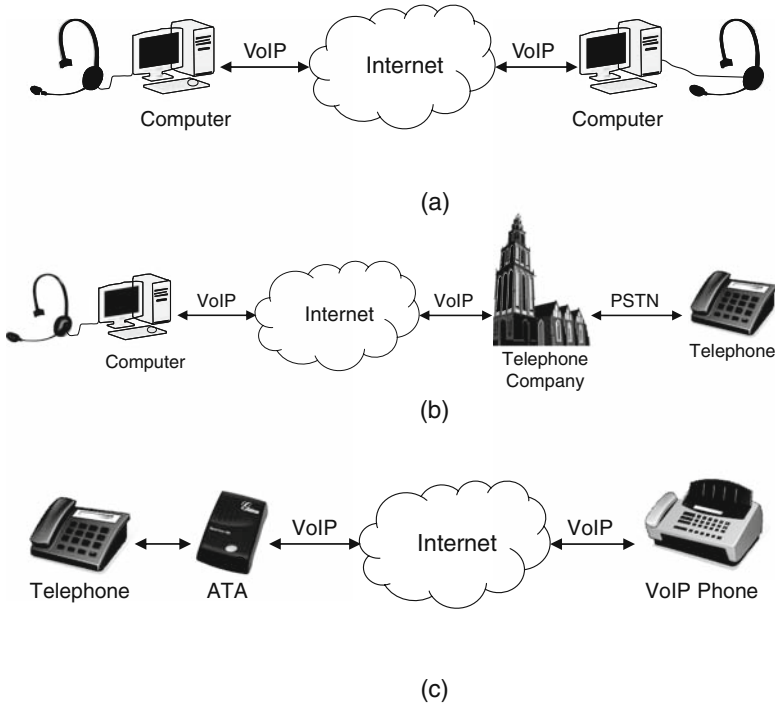 VoIP
Internet
VoIP
Computer
Computer
(a)
VoIP
Internet
VoIP
PSTN
Computer
Telephone
Company
Telephone
(b)
VoIP
Internet
VoIP
Telephone
ATA
VoIP Phone
(c)